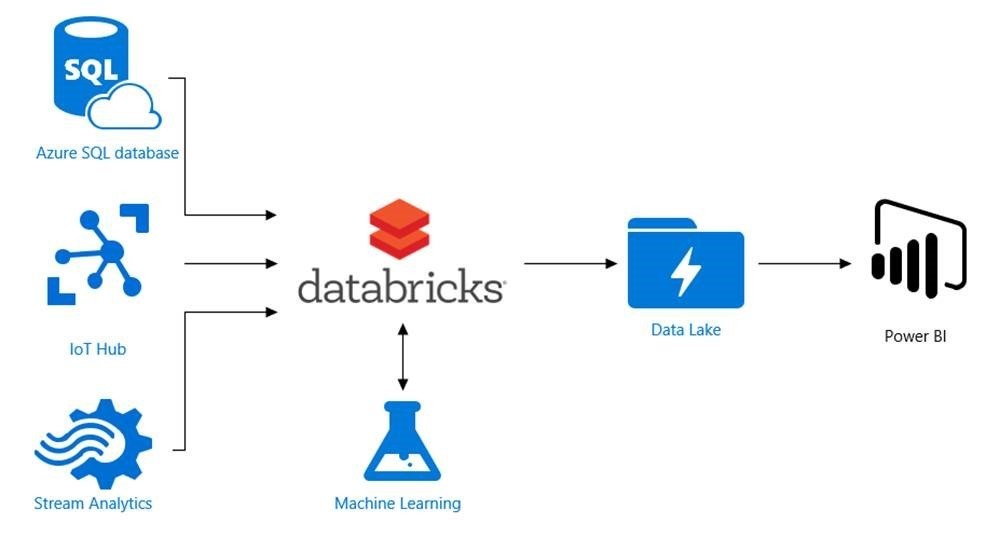 SQL
Azure SQL database
IoT Hub
Stream Analytics
databricks
Machine Learning
Data Lake
Power BI